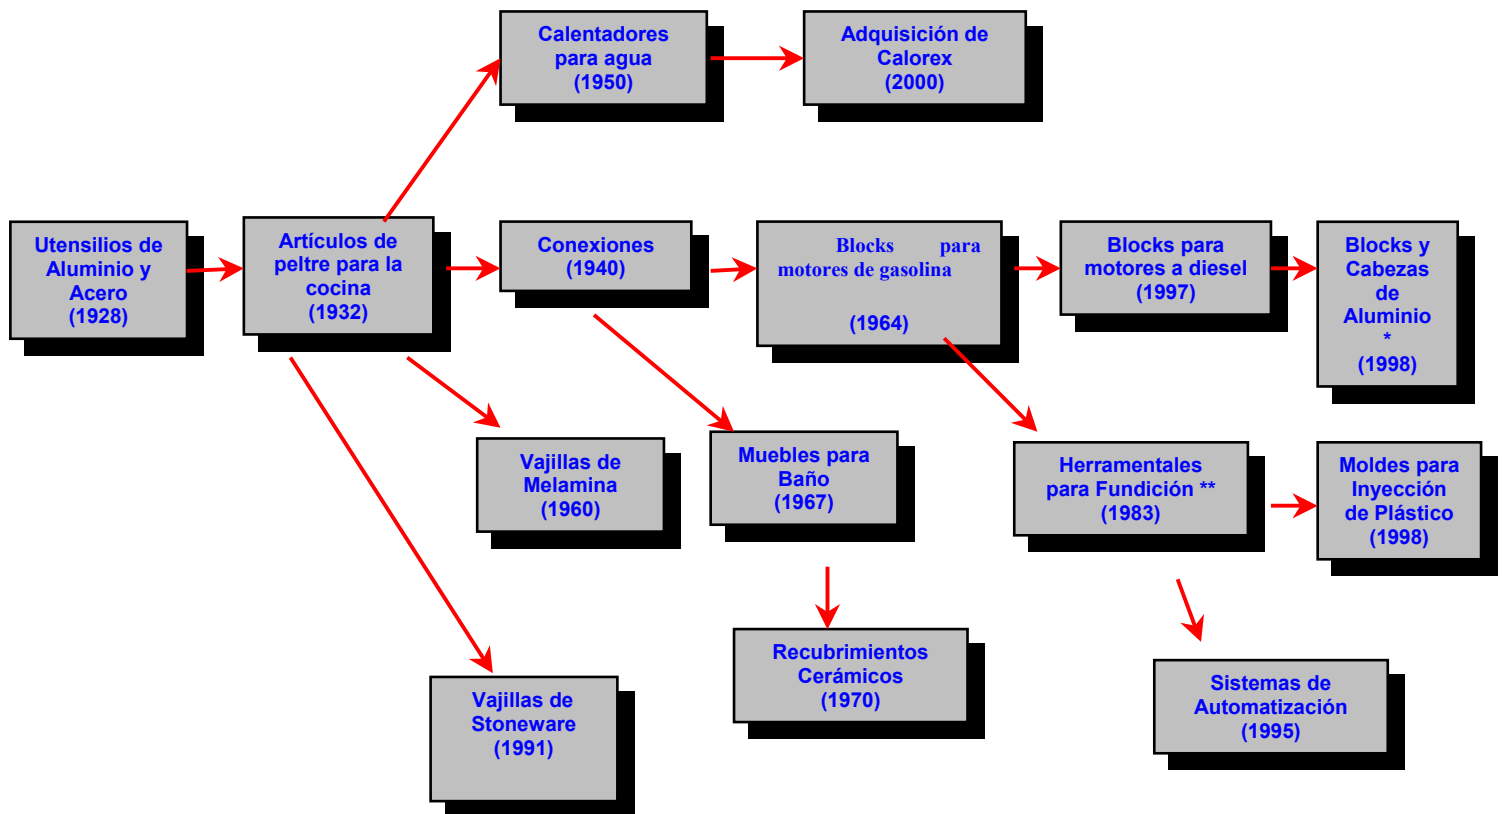 Calentadores
para agua
(1950)
Adquisición de
Calorex
(2000)
Utensilios de
Aluminio y
Acero
(1928)
Artículos de
peltre para la
cocina
(1932)
Conexiones
(1940)
Blocks para
motores de gasolina
(1964)
Blocks para
motores a diesel
(1997)
Blocks y
Cabezas
de
Aluminio
*
(1998)
Vajillas de
Melamina
(1960)
Muebles para
Baño
(1967)
Herramentales
para Fundición **
(1983)
Moldes para
Inyección
de Plástico
(1998)
Vajillas de
Stoneware
(1991)
Recubrimientos
Cerámicos
(1970)
Sistemas de
Automatización
(1995)